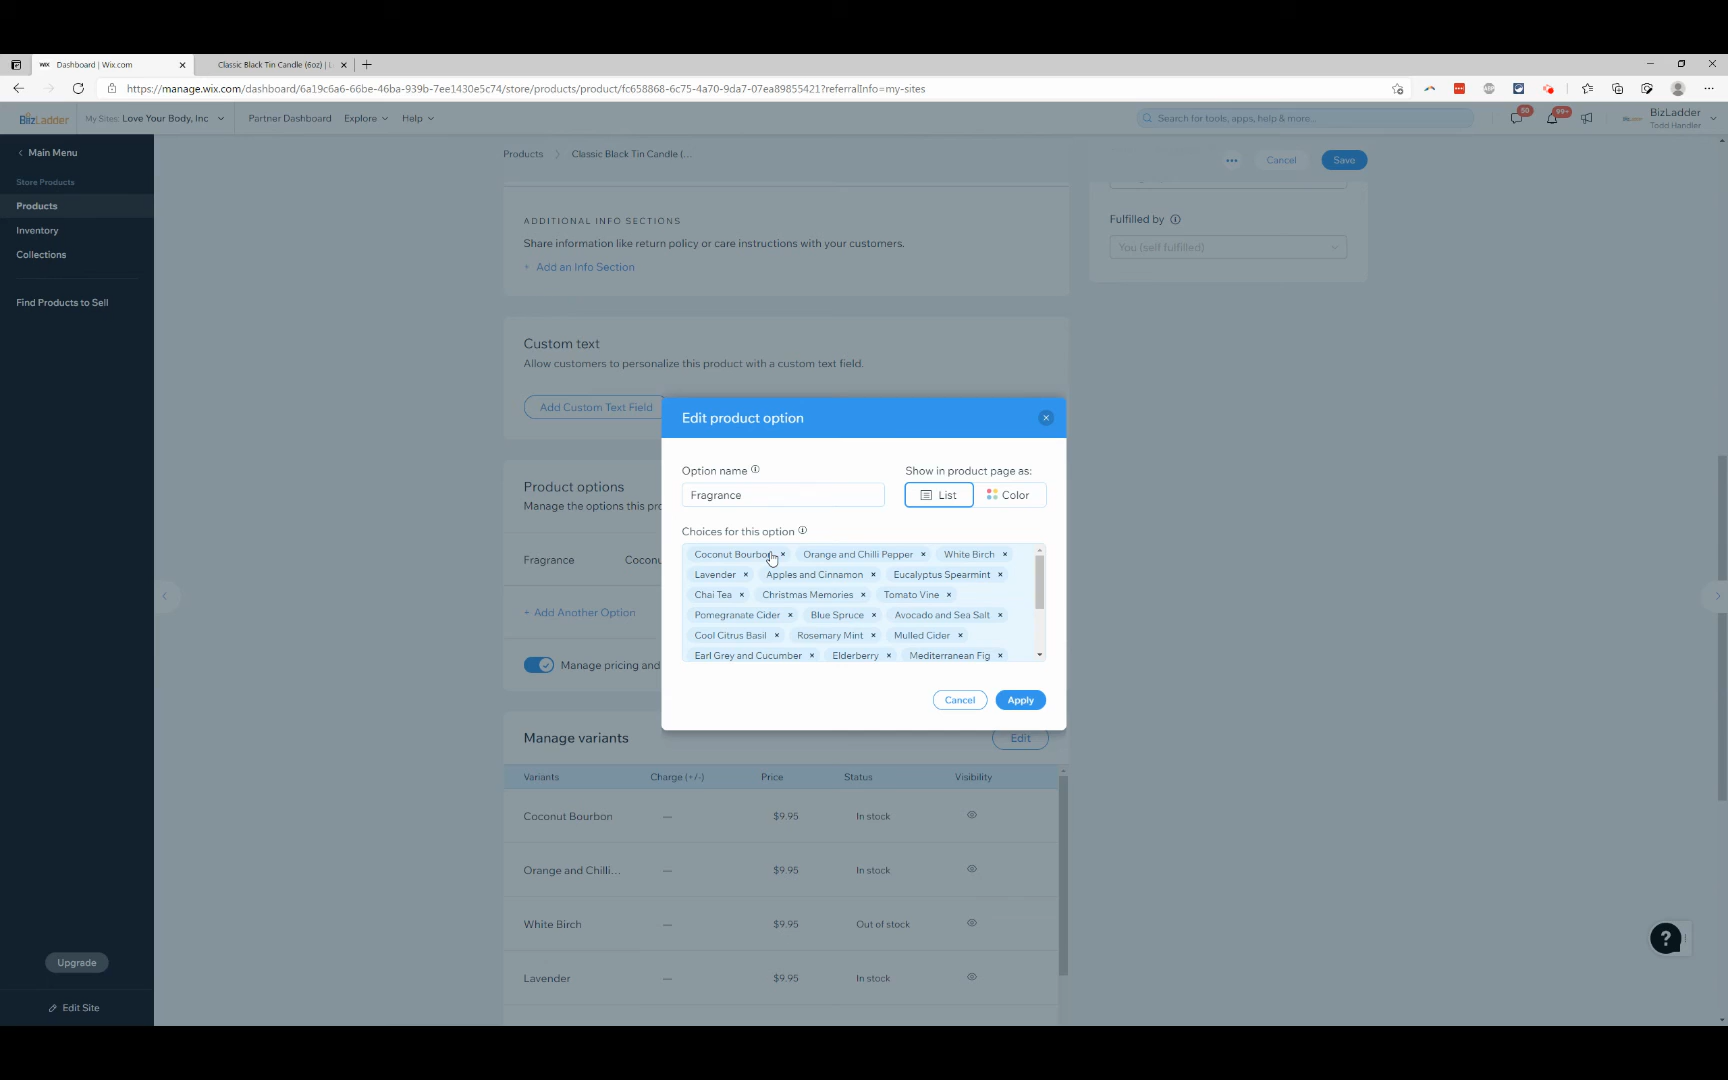 WIX Dashboard | Wix.com
Classic Black Tin Candle (6oz) | L
https://manage.wix.com/dashboard/6a19c6a6-66be-46ba-939b-7ee1430e5c74/store/products/product/fc658868-6c75-4a70-9da7-07ea89855421?referralInfo=my-sites
BizLadder
My Sites: Love Your Body, Inc
Partner Dashboard
Explore
Help
Search for tools, apps, help & more...
50
99+
BizLadder
Todd Handler
Main Menu
Store Products
Products
Inventory
Collections
Find Products to Sell
Upgrade
Edit Site
Products > Classic Black Tin Candle (...
Cancel
Save
ADDITIONAL INFO SECTIONS
Share information like return policy or care instructions with your customers.
+ Add an Info Section
Fulfilled by
You (self fulfilled)
Custom text
Allow customers to personalize this product with a custom text field.
Add Custom Text Field
Product options
Manage the options this pro
Fragrance
Coconu
+ Add Another Option
Manage pricing and
Edit product option
Option name
Show in product page as:
Fragrance
List
Color
Choices for this option
Coconut Bourbon × Orange and Chilli Pepper × White Birch ×
Lavender × Apples and Cinnamon × Eucalyptus Spearmint ×
Chai Tea × Christmas Memories × Tomato Vine ×
Pomegranate Cider × Blue Spruce × Avocado and Sea Salt ×
Cool Citrus Basil × Rosemary Mint × Mulled Cider ×
Earl Grey and Cucumber × Elderberry × Mediterranean Fig ×
Cancel
Apply
Manage variants
Edit
Variants Charge (+/-) Price Status Visibility
Coconut Bourbon — $9.95 In stock
Orange and Chilli... — $9.95 In stock
White Birch — $9.95 Out of stock
Lavender — $9.95 In stock
?